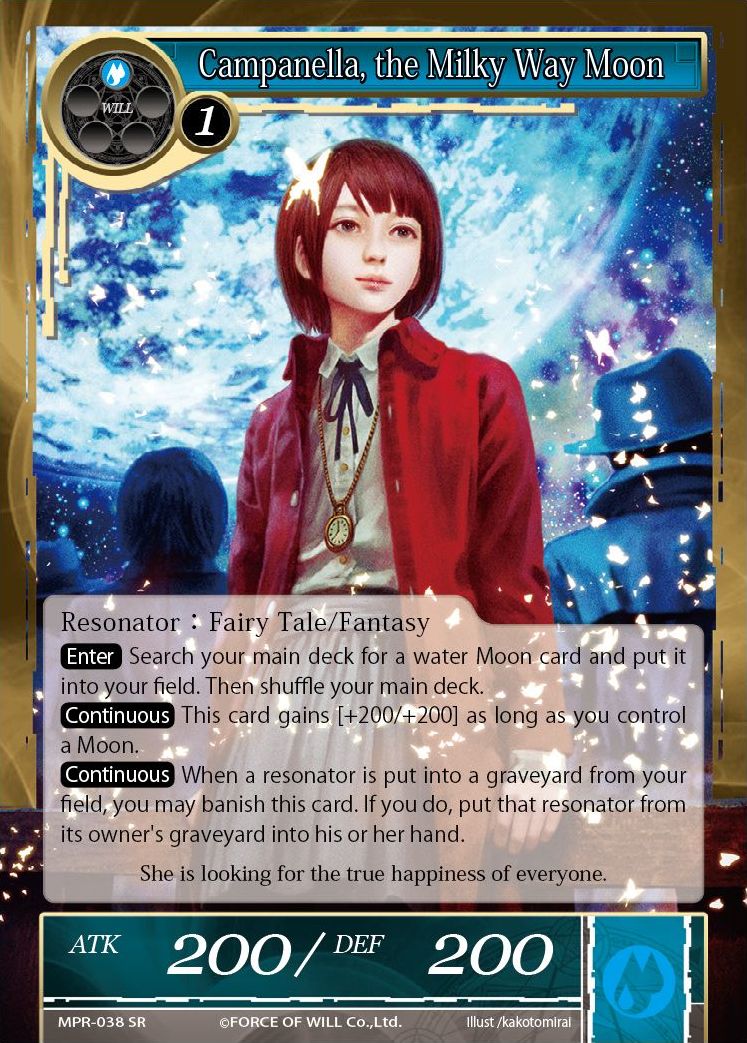 Campanella, the Milky Way Moon
WILL
1
Resonator : Fairy Tale/Fantasy
Enter Search your main deck for a water Moon card and put it
into your field. Then shuffle your main deck.
Continuous This card gains [+200/+200] as long as you control
a Moon.
Continuous When a resonator is put into a graveyard from your
field, you may banish this card. If you do, put that resonator from
its owner's graveyard into his or her hand.
She is looking for the true happiness of everyone.
ATK 200 / DEF 200
MPR-038 SR ©FORCE OF WILL Co.,Ltd. Illust /kakotomirai